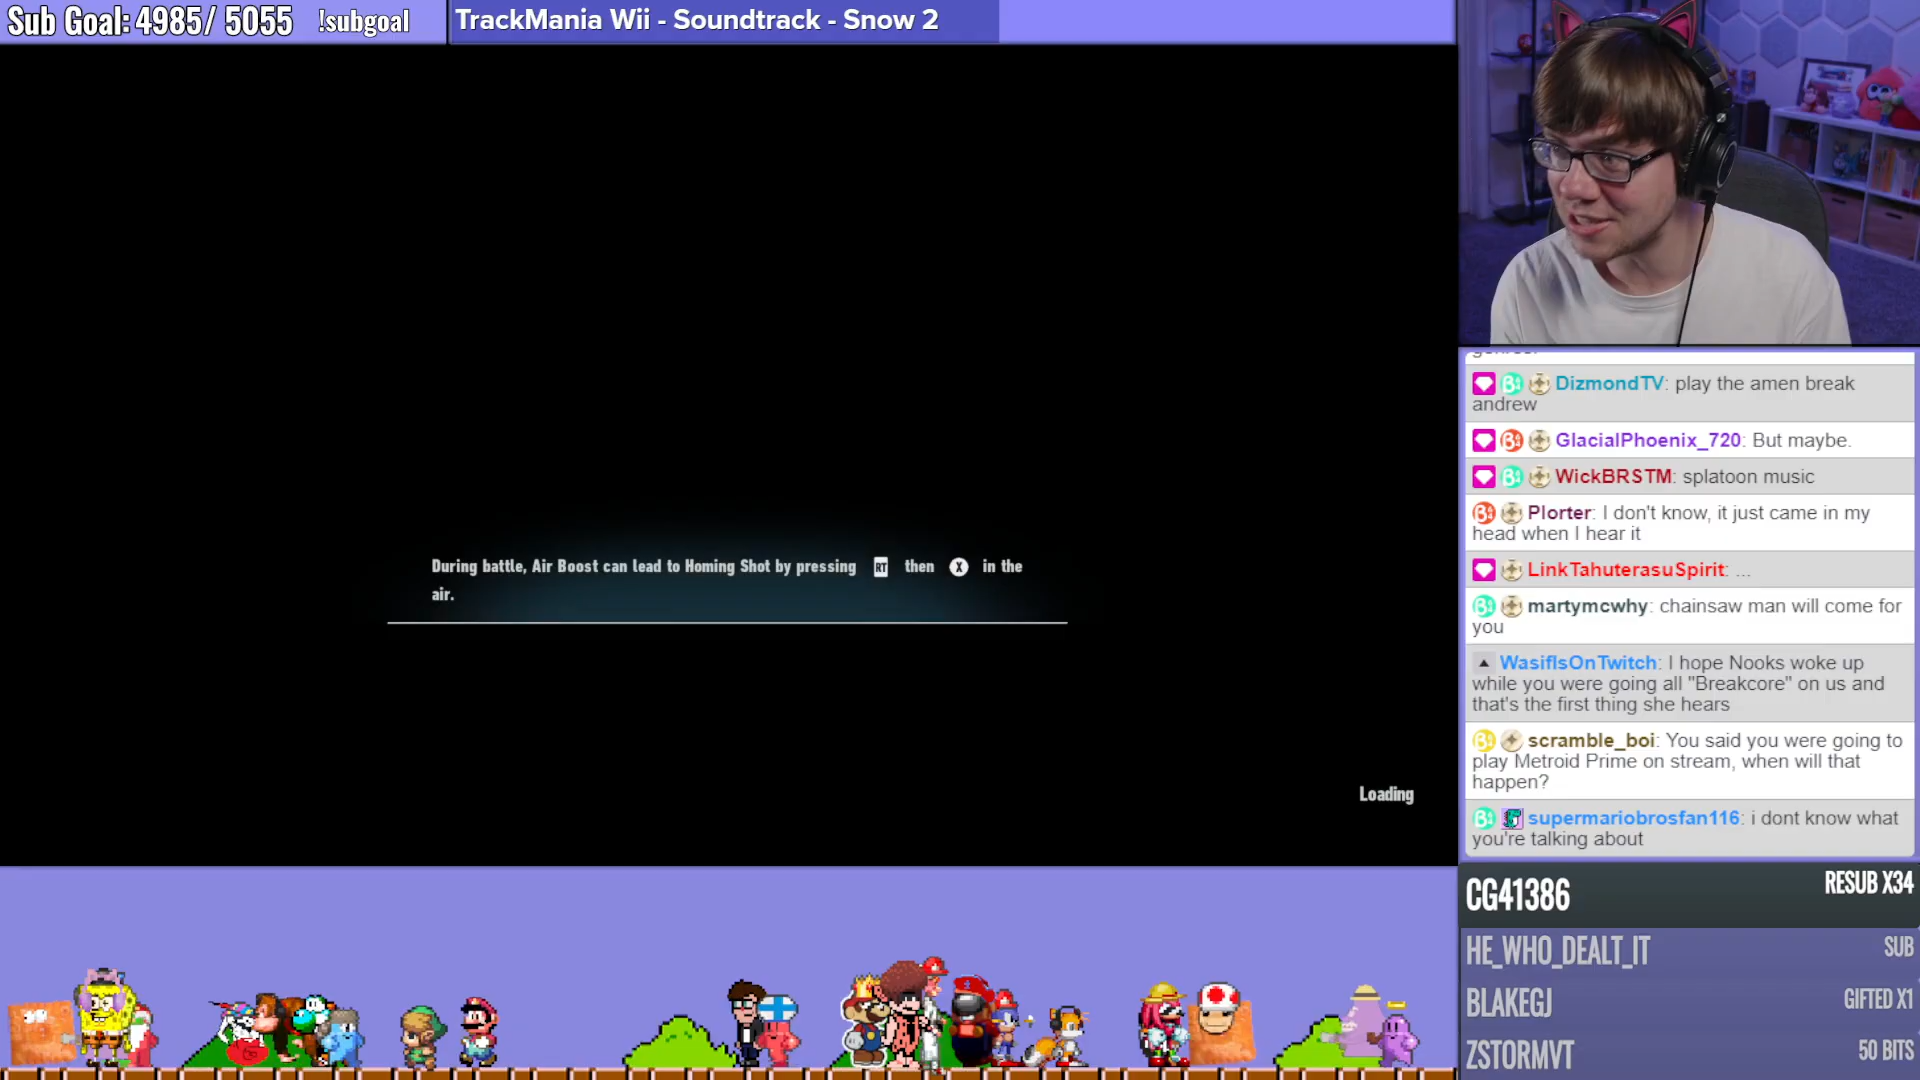 Sub Goal: 4985/ 5055 !subgoal
TrackMania Wii - Soundtrack - Snow 2
During battle, Air Boost can lead to Homing Shot by pressing RT then X in the
air.
Loading
DizmondTV: play the amen break
andrew
GlacialPhoenix_720: But maybe.
WickBRSTM: splatoon music
Plorter: I don't know, it just came in my
head when I hear it
LinkTahuterasuSpirit: ...
martymcwhy: chainsaw man will come for
you
WasifIsOnTwitch: I hope Nooks woke up
while you were going all "Breakcore" on us and
that's the first thing she hears
scramble_boi: You said you were going to
play Metroid Prime on stream, when will that
happen?
supermariobrosfan116: i dont know what
you're talking about
CG41386 RESUB X34
HE_WHO_DEALT_IT SUB
BLAKEGJ GIFTED X1
ZSTORMVT 50 BITS